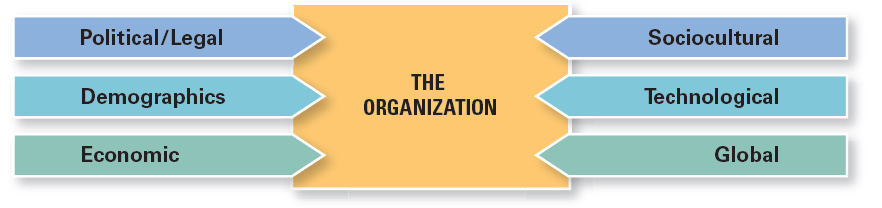 Political/Legal
Demographics
Economic
THE
ORGANIZATION
Sociocultural
Technological
Global